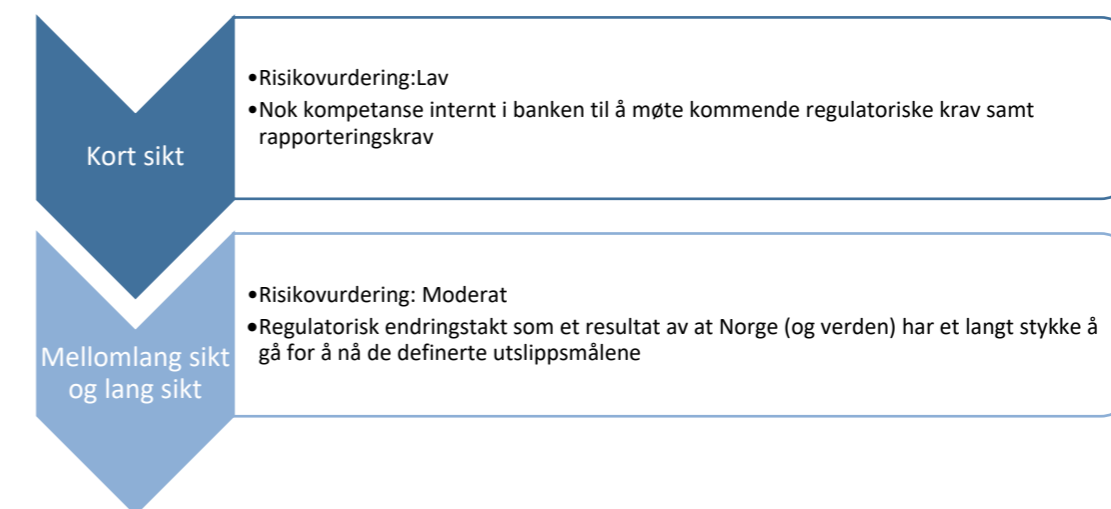 Kort sikt
•Risikovurdering:Lav
•Nok kompetanse internt i banken til å møte kommende regulatoriske krav samt
rapporteringskrav
Mellomlang sikt
og lang sikt
•Risikovurdering: Moderat
•Regulatorisk endringstakt som et resultat av at Norge (og verden) har et langt stykke å
gå for å nå de definerte utslippsmålene